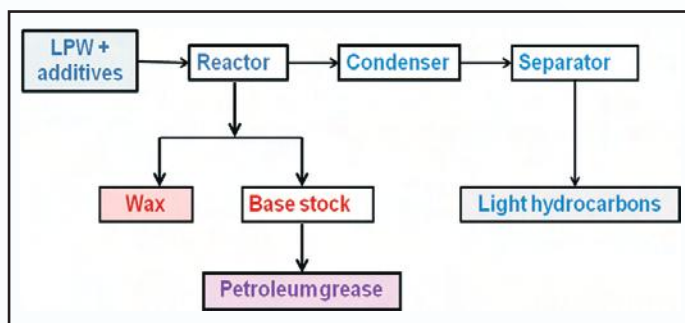 LPW +
additives
Reactor
Condenser
Separator
Wax
Base stock
Light hydrocarbons
Petroleum grease